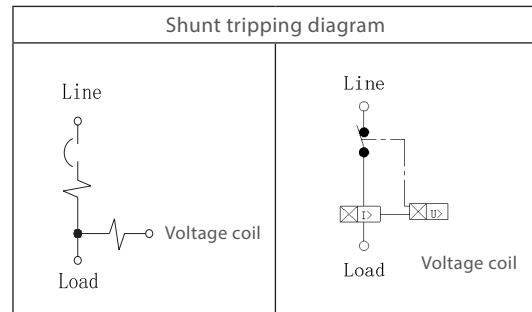 Shunt tripping diagram
Line
Voltage coil
Load
Line
I>
U>
Load
Voltage coil